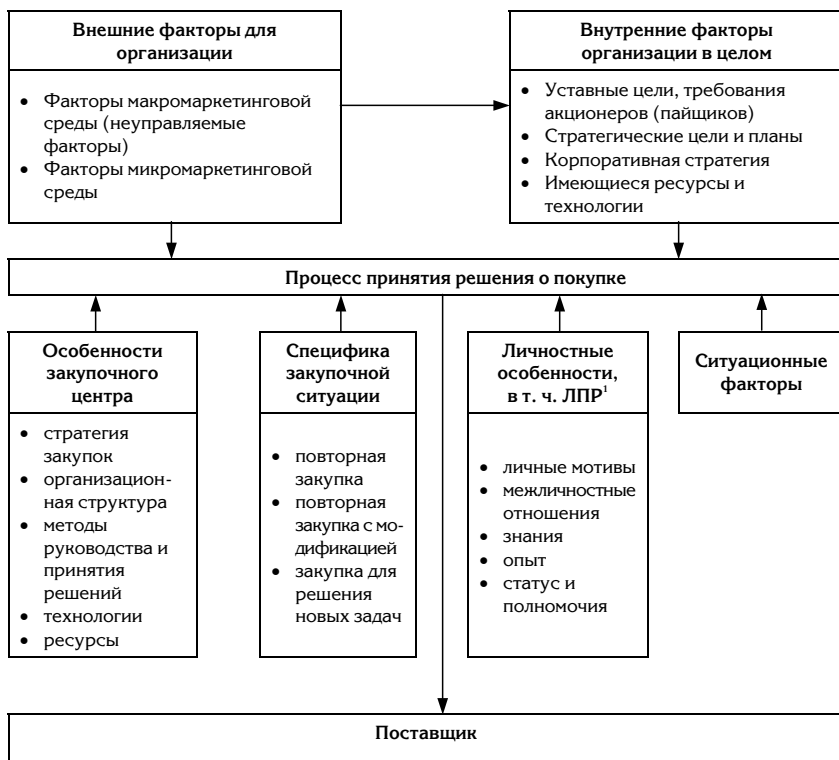 Внешние факторы для
организации
• Факторы макромаркетинговой
среды (неуправляемые
факторы)
• Факторы микромаркетинговой
среды
Внутренние факторы
организации в целом
• Уставные цели, требования
акционеров (пайщиков)
• Стратегические цели и планы
• Корпоративная стратегия
• Имеющиеся ресурсы и
технологии
Процесс принятия решения о покупке
Особенности
закупочного
центра
• стратегия
закупок
• организацион-
ная структура
• методы
руководства и
принятия
решений
• технологии
• ресурсы
Специфика
закупочной
ситуации
• повторная
закупка
• повторная
закупка с мо-
дификацией
• закупка для
решения
новых задач
Личностные
особенности,
в т. ч. ЛПР¹
• личные мотивы
• межличностные
отношения
• знания
• опыт
• статус и
полномочия
Ситуационные
факторы
Поставщик